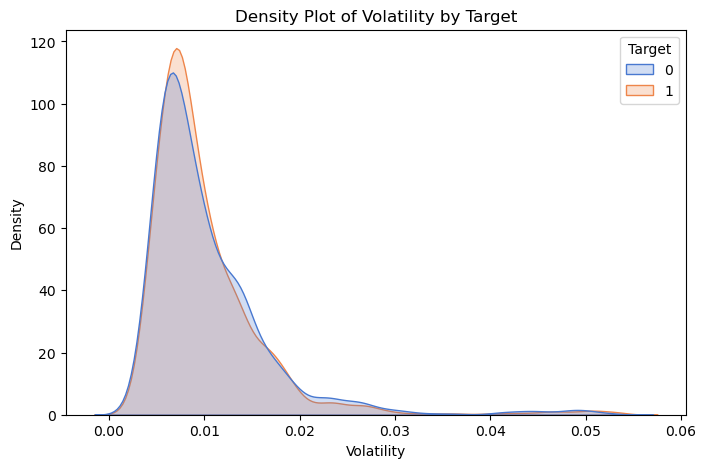 Density Plot of Volatility by Target
Target
0
1
120
100
80
60
40
20
0
Density
0.00 0.01 0.02 0.03 0.04 0.05 0.06
Volatility